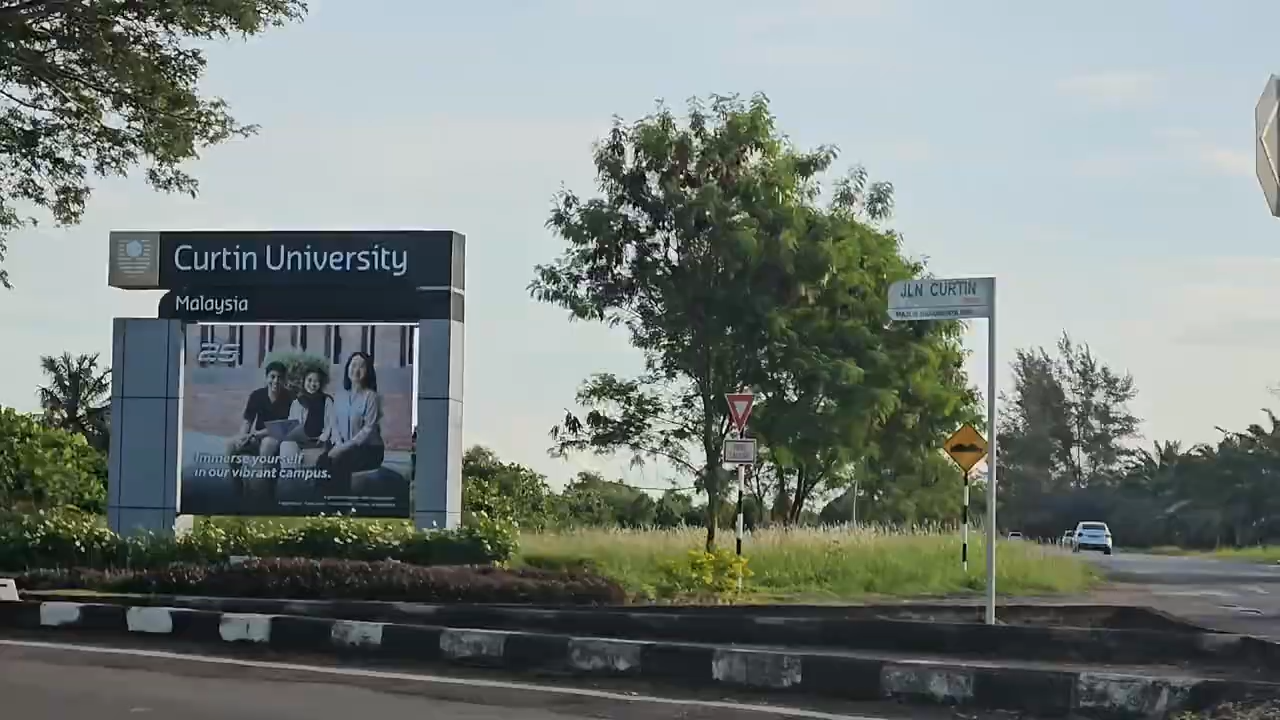 Curtin University
Malaysia
25
Immerse yourself
in our vibrant campus.
JLN CURTIN